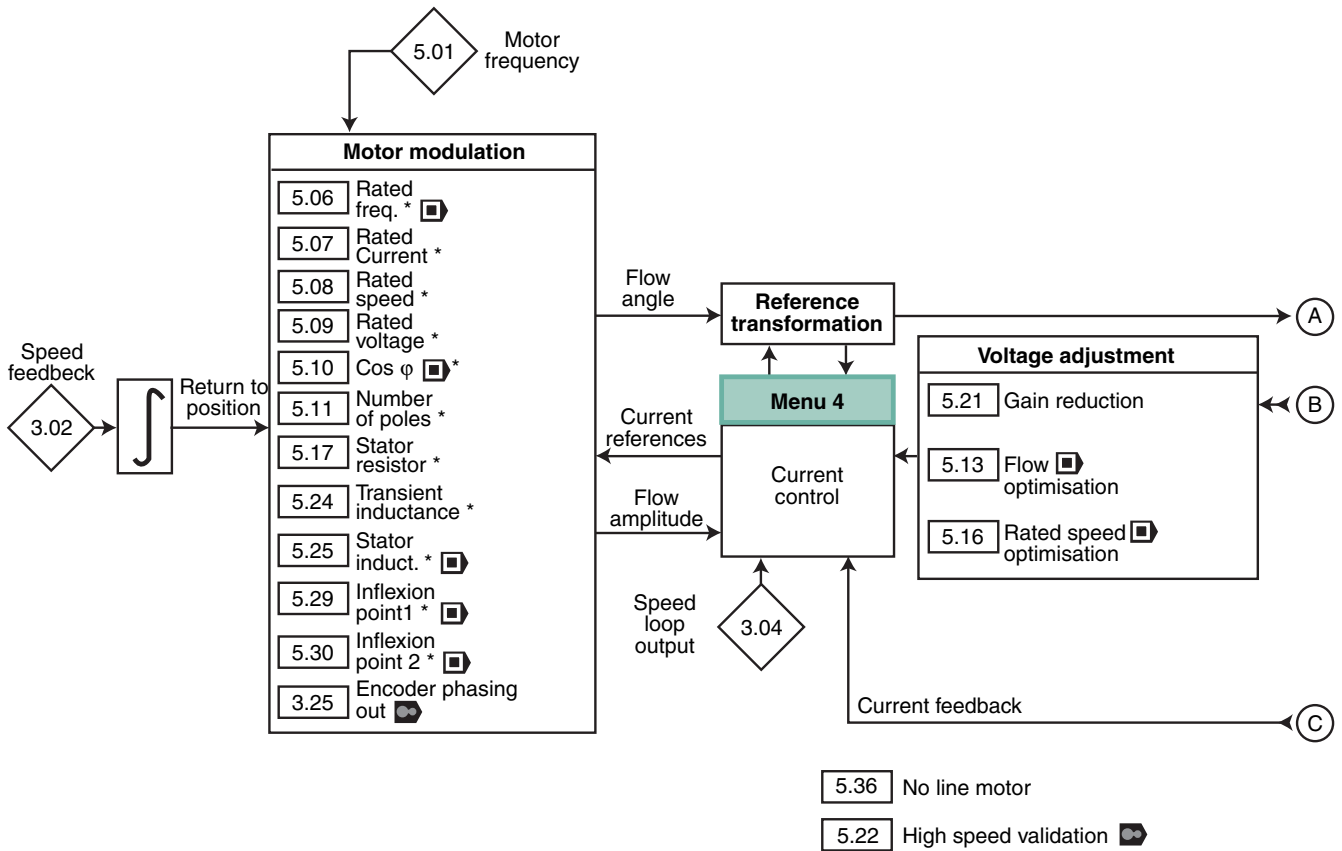 5.01
Motor
frequency
Motor modulation
5.06 Rated
freq. *
5.07 Rated
Current *
5.08 Rated
speed *
5.09 Rated
voltage *
5.10 Cos φ *
5.11 Number
of poles *
5.17 Stator
resistor *
5.24 Transient
inductance *
5.25 Stator
induct. *
5.29 Inflexion
point1 *
5.30 Inflexion
point 2 *
3.25 Encoder phasing
out
Speed
feedbeck
3.02
Return to
position
Flow
angle
Reference
transformation
A
Menu 4
Current
references
Current
control
Flow
amplitude
Voltage adjustment
5.21 Gain reduction
5.13 Flow
optimisation
5.16 Rated speed
optimisation
B
Speed
loop
output
3.04
Current feedback
C
5.36 No line motor
5.22 High speed validation